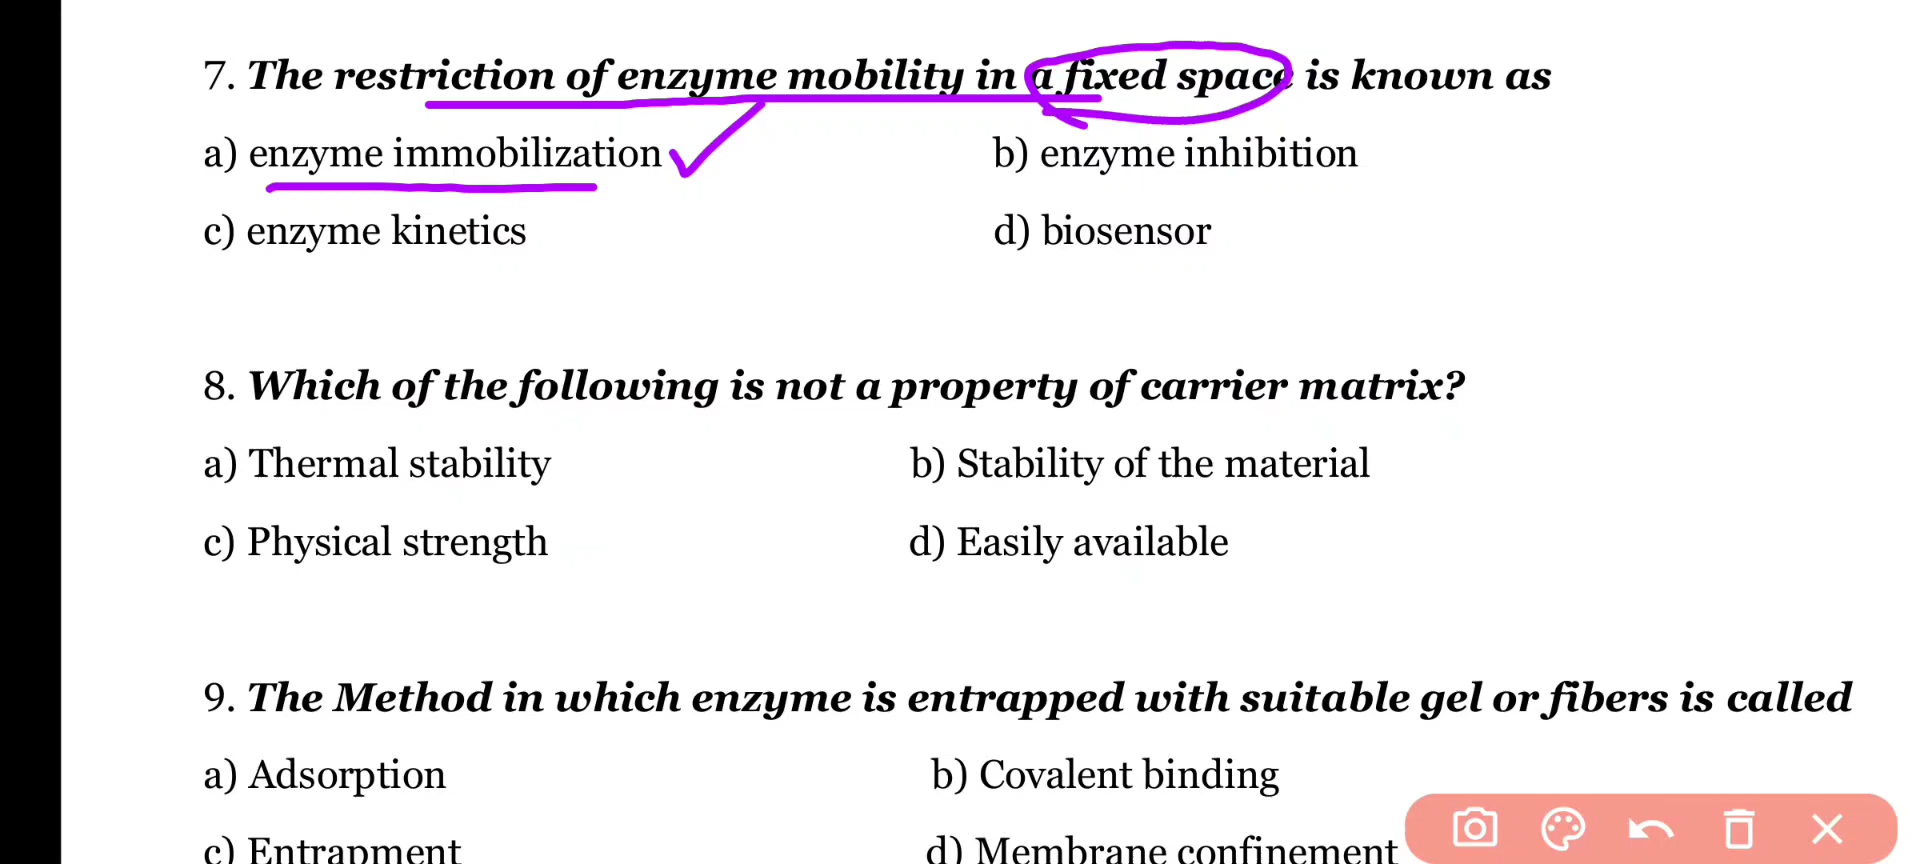 7. The restriction of enzyme mobility in a fixed space is known as
a) enzyme immobilization b) enzyme inhibition
c) enzyme kinetics d) biosensor
8. Which of the following is not a property of carrier matrix?
a) Thermal stability b) Stability of the material
c) Physical strength d) Easily available
9. The Method in which enzyme is entrapped with suitable gel or fibers is called
a) Adsorption b) Covalent binding
c) Entrapment d) Membrane confinement